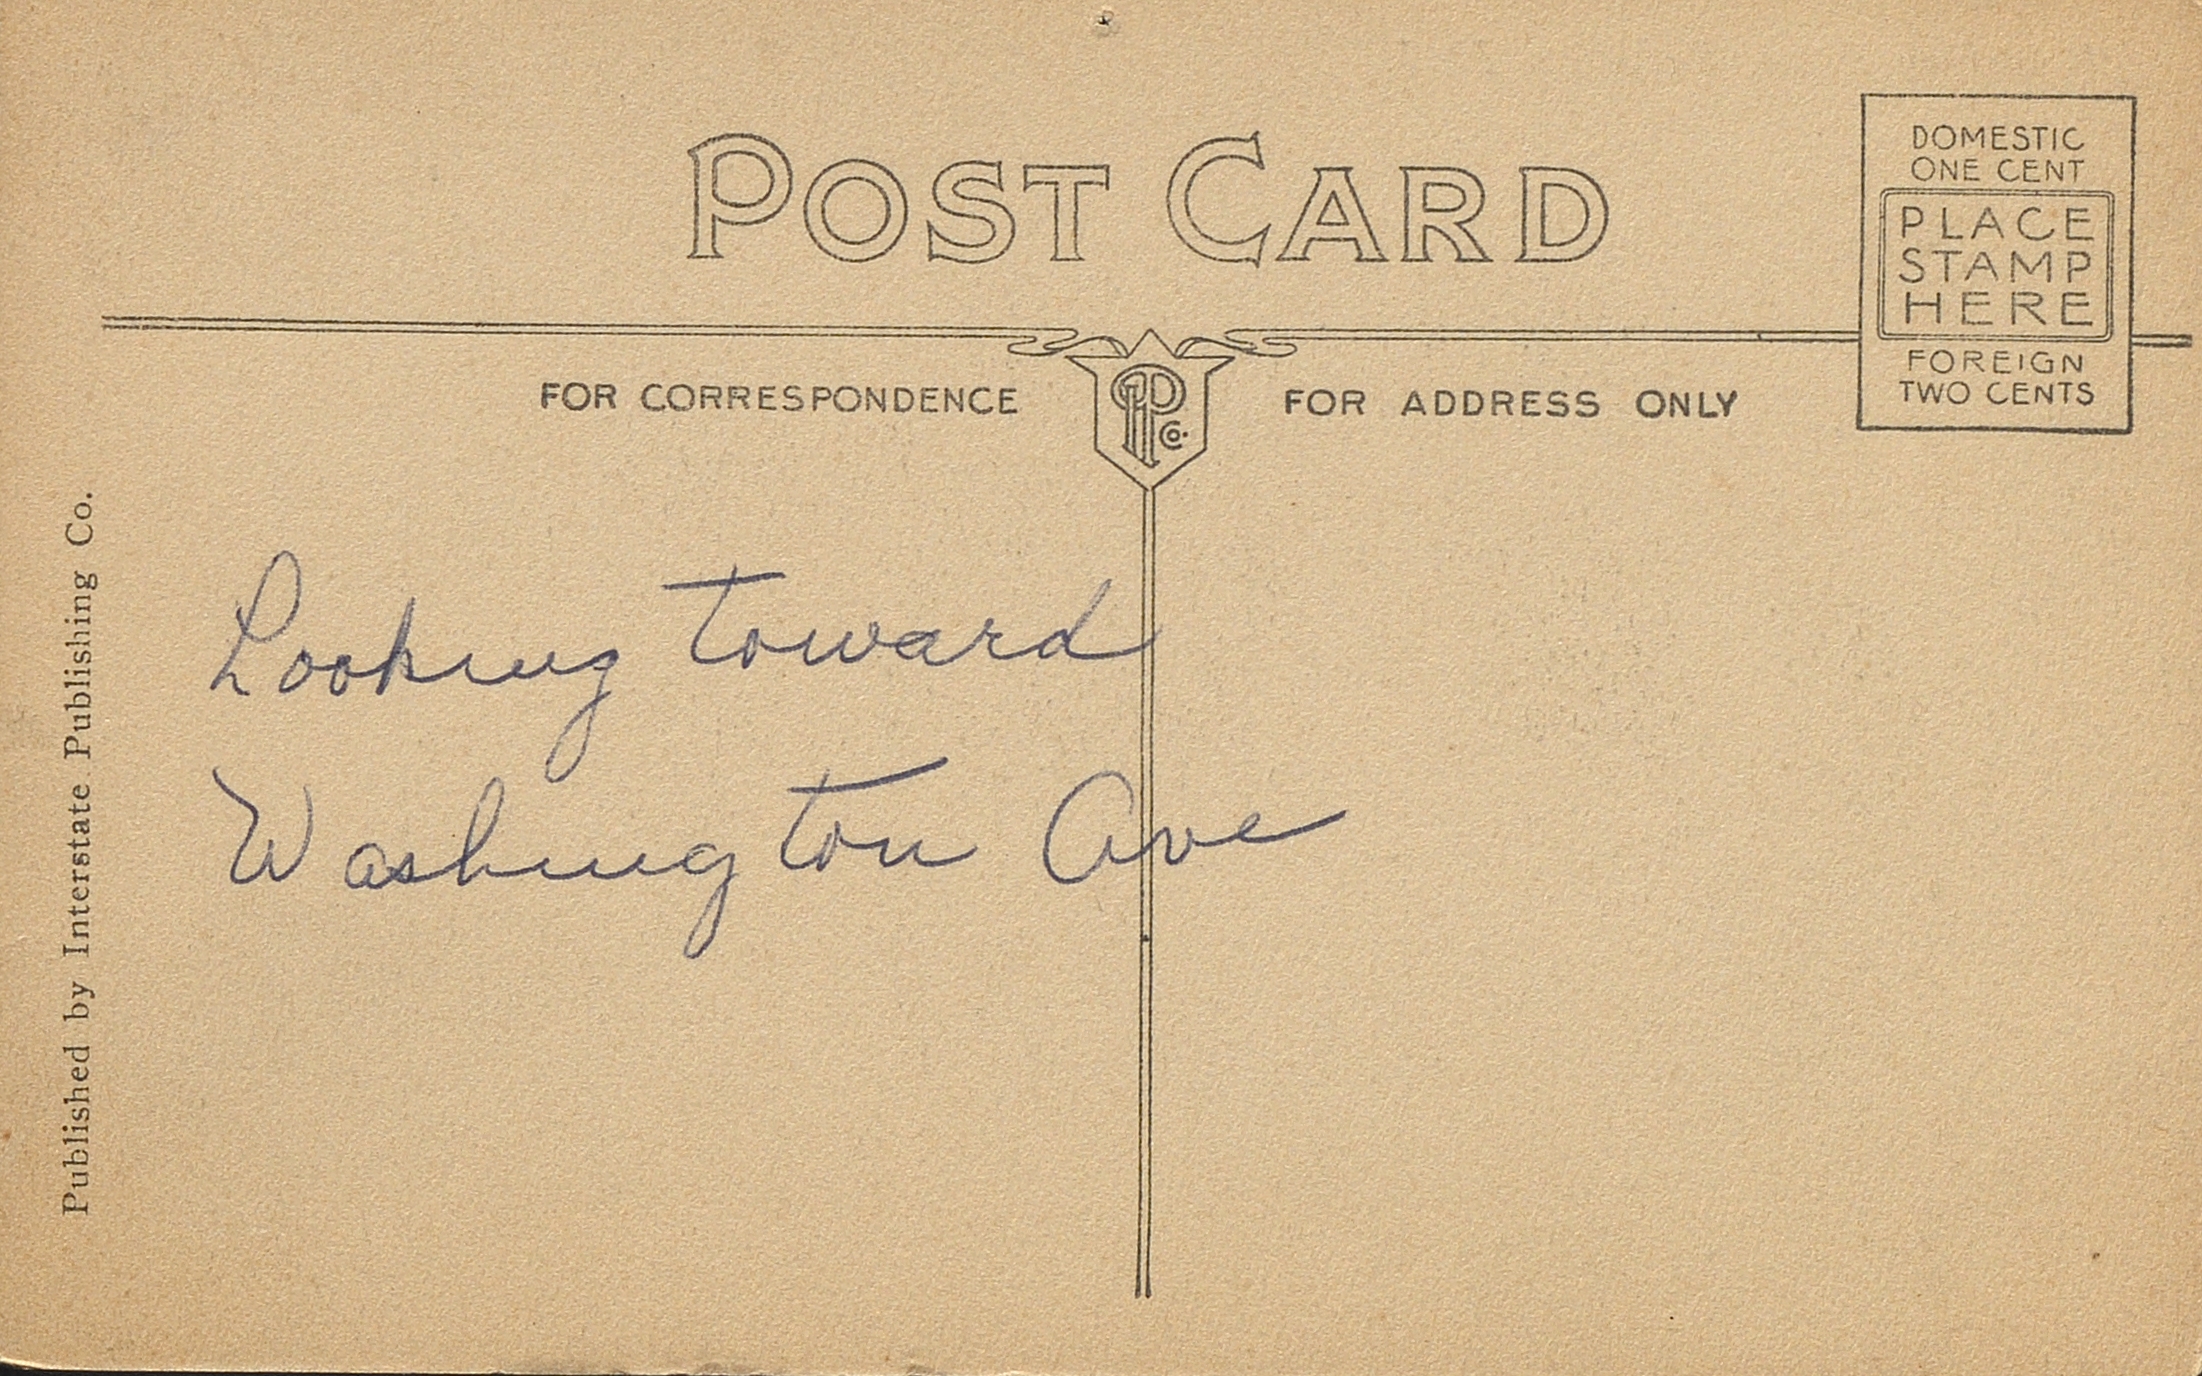 POST CARD
DOMESTIC
ONE CENT
PLACE
STAMP
HERE
FOREIGN
TWO CENTS
FOR CORRESPONDENCE
Co.
FOR ADDRESS ONLY
Published by Interstate Publishing Co.
Looking toward
Washington Ave